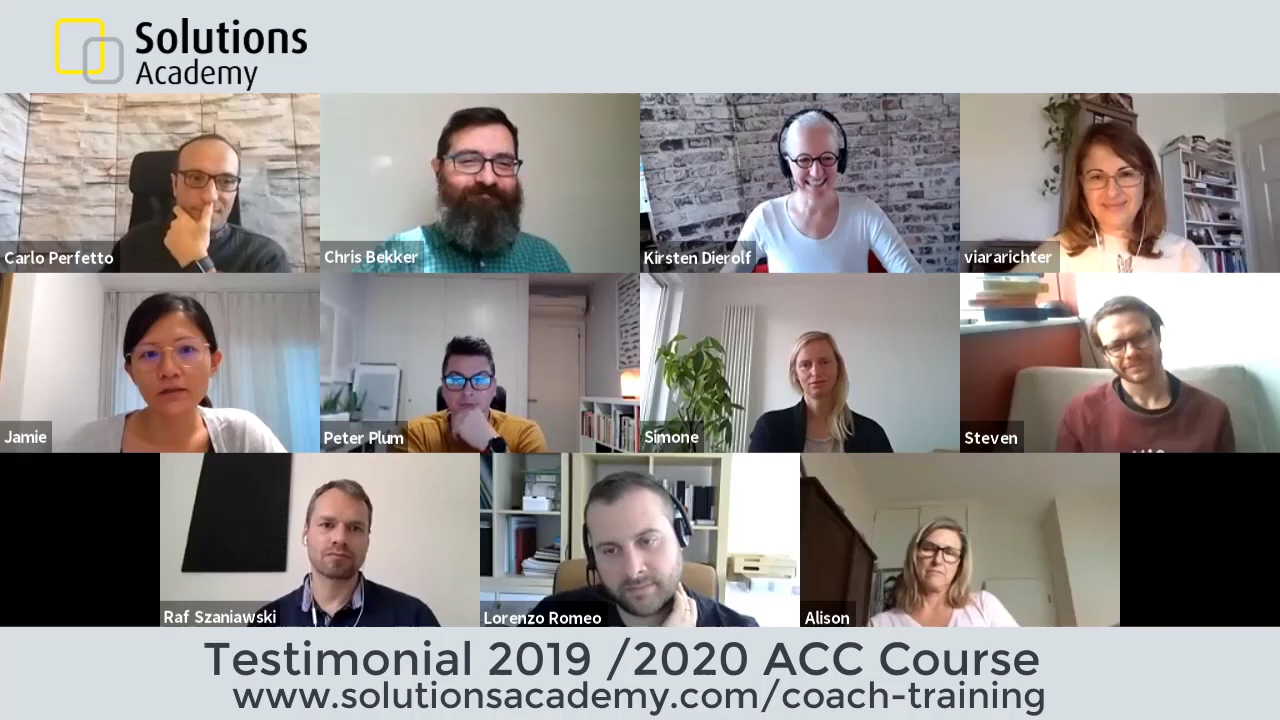 Solutions
Academy
Carlo Perfetto
Chris Bekker
Kirsten Dierolf
viararichter
Jamie
Peter Plum
Simone
Steven
Raf Szaniawski
Lorenzo Romeo
Alison
Testimonial 2019 /2020 ACC Course
www.solutionsacademy.com/coach-training